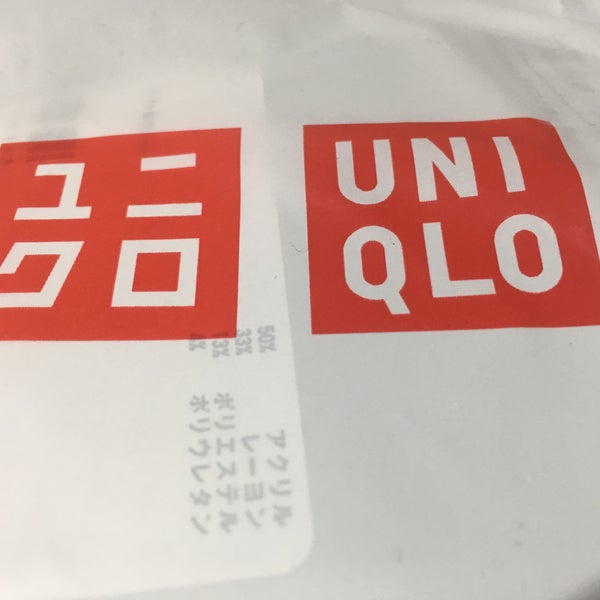 ユニ
クロ
UNI
QLO
アクリル 50%
レーヨン 33%
ポリエステル 13%
ポリウレタン 4%